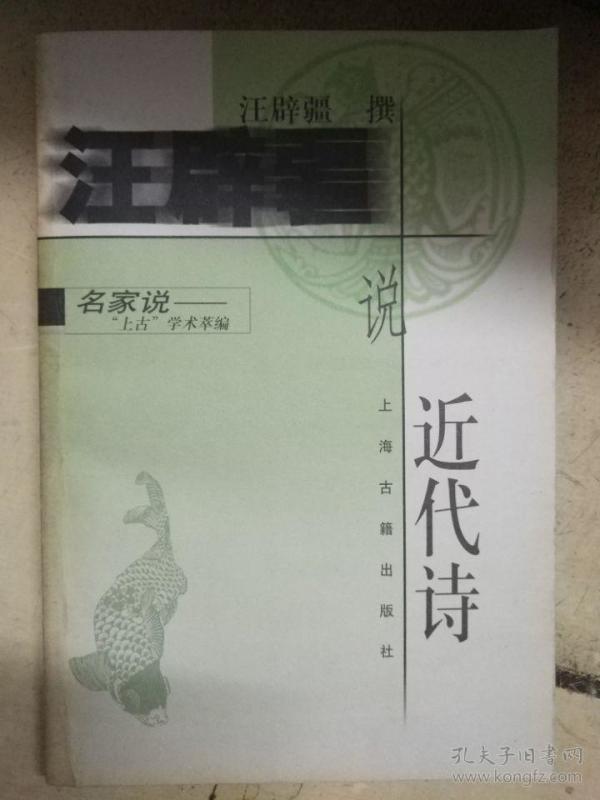 汪辟疆 撰
汪辟疆
说
近代诗
名家说——
“上古”学术萃编
上海古籍出版社
孔夫子旧书网
www.kongfz.com